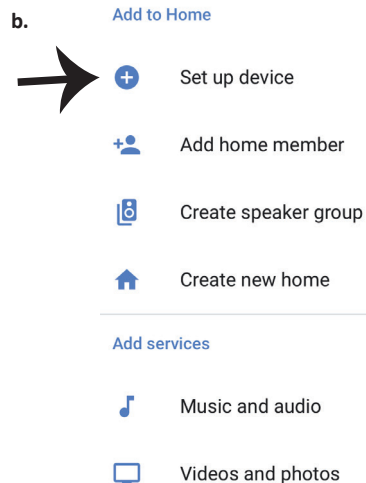 b.
Add to Home
Set up device
Add home member
Create speaker group
Create new home
Add services
Music and audio
Videos and photos